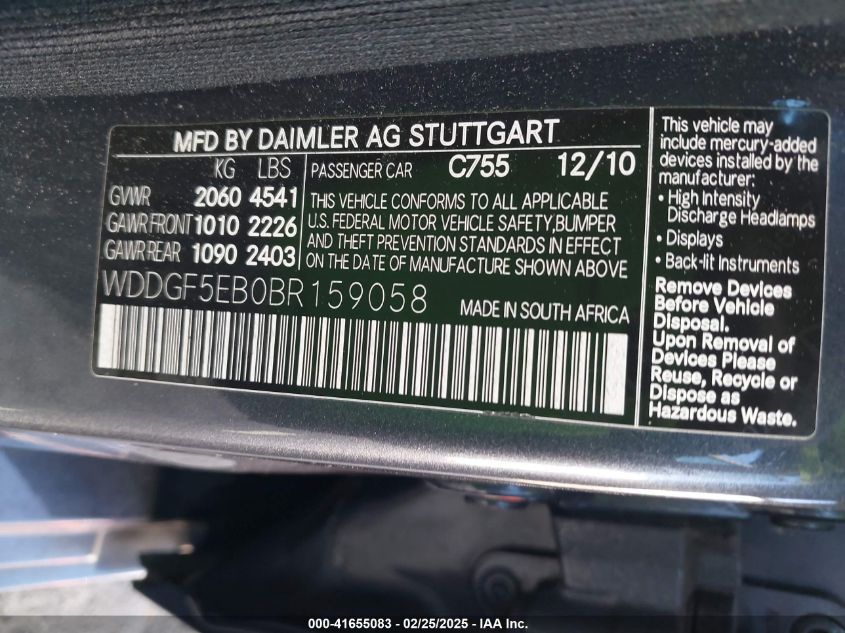 MFD BY DAIMLER AG STUTTGART
KG LBS
GVWR 2060 4541
GAWR FRONT 1010 2226
GAWR REAR 1090 2403
PASSENGER CAR C755 12/10
THIS VEHICLE CONFORMS TO ALL APPLICABLE
U.S. FEDERAL MOTOR VEHICLE SAFETY,BUMPER
AND THEFT PREVENTION STANDARDS IN EFFECT
ON THE DATE OF MANUFACTURE SHOWN ABOVE
WDDGF5EB0BR159058
MADE IN SOUTH AFRICA
This vehicle may
include mercury-added
devices installed by the
manufacturer:
• High Intensity
Discharge Headlamps
• Displays
• Back-lit Instruments
Remove Devices
Before Vehicle
Disposal.
Upon Removal of
Devices Please
Reuse, Recycle or
Dispose as
Hazardous Waste.
000-41655083 - 02/25/2025 - IAA Inc.